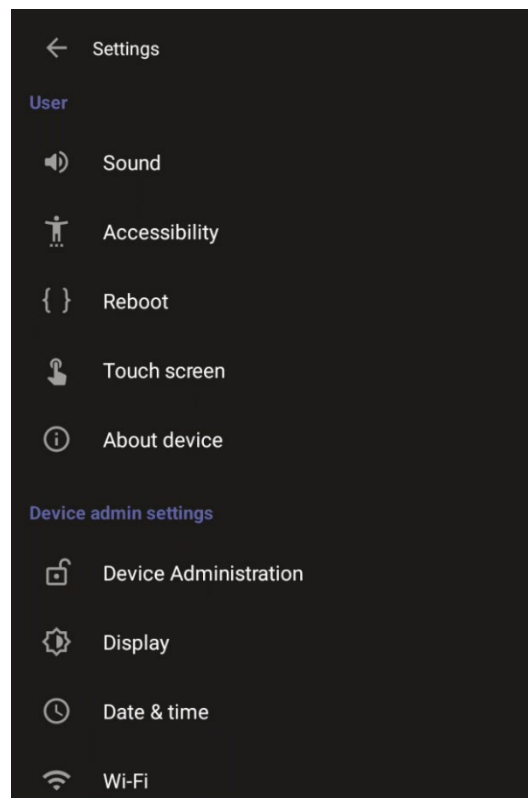 Settings
User
Sound
Accessibility
Reboot
Touch screen
About device
Device admin settings
Device Administration
Display
Date & time
Wi-Fi